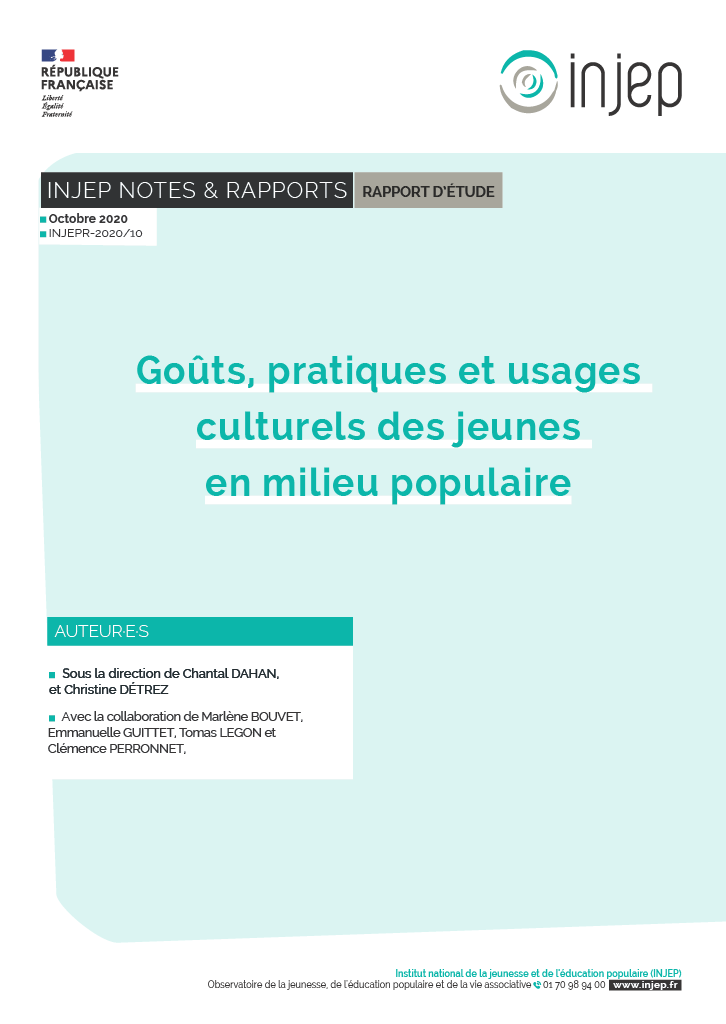 RÉPUBLIQUE
FRANÇAISE
Liberté
Égalité
Fraternité
injep
INJEP NOTES & RAPPORTS RAPPORT D'ÉTUDE
Octobre 2020
INJEPR-2020/10
Goûts, pratiques et usages
culturels des jeunes
en milieu populaire
AUTEUR·E·S
Sous la direction de Chantal DAHAN,
et Christine DÉTREZ
Avec la collaboration de Marlène BOUVET,
Emmanuelle GUITTET, Tomas LEGON et
Clémence PERRONNET,
Institut national de la jeunesse et de l'éducation populaire (INJEP)
Observatoire de la jeunesse, de l'éducation populaire et de la vie associative 01 70 98 94 00 www.injep.fr